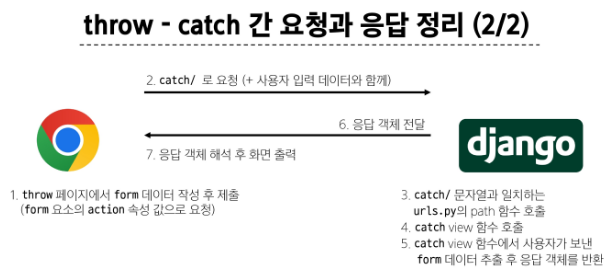 throw - catch 간 요청과 응답 정리 (2/2)
2. catch/ 로 요청 (+ 사용자 입력 데이터와 함께)
6. 응답 객체 전달
7. 응답 객체 해석 후 화면 출력
django
1. throw 페이지에서 form 데이터 작성 후 제출
(form 요소의 action 속성 값으로 요청)
3. catch/ 문자열과 일치하는
urls.py의 path 함수 호출
4. catch view 함수 호출
5. catch view 함수에서 사용자가 보낸
form 데이터 추출 후 응답 객체를 반환